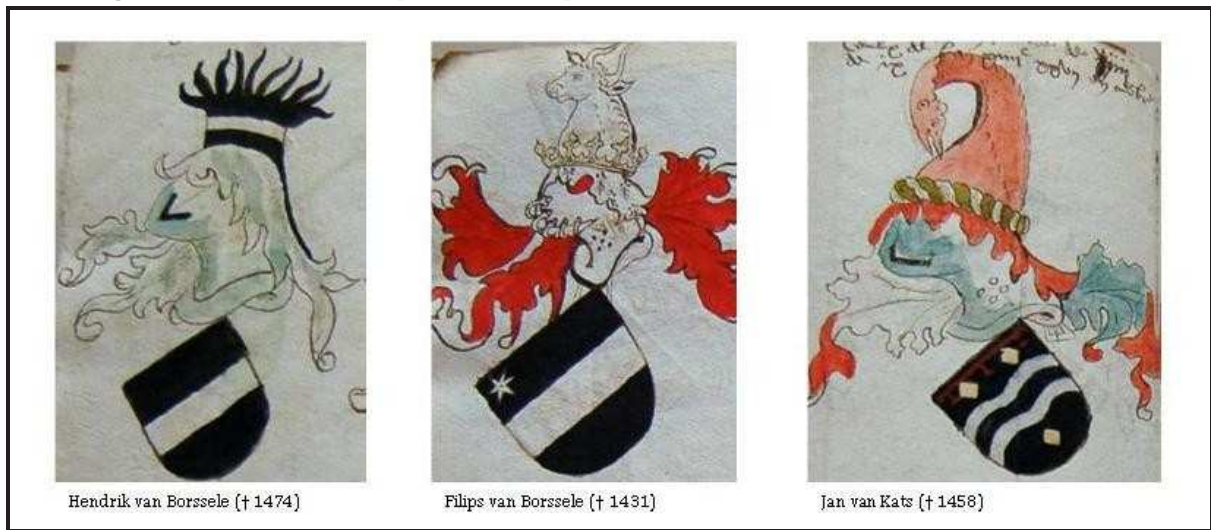 Hendrik van Borssele († 1474)
Filips van Borssele († 1431)
Jan van Kats († 1458)